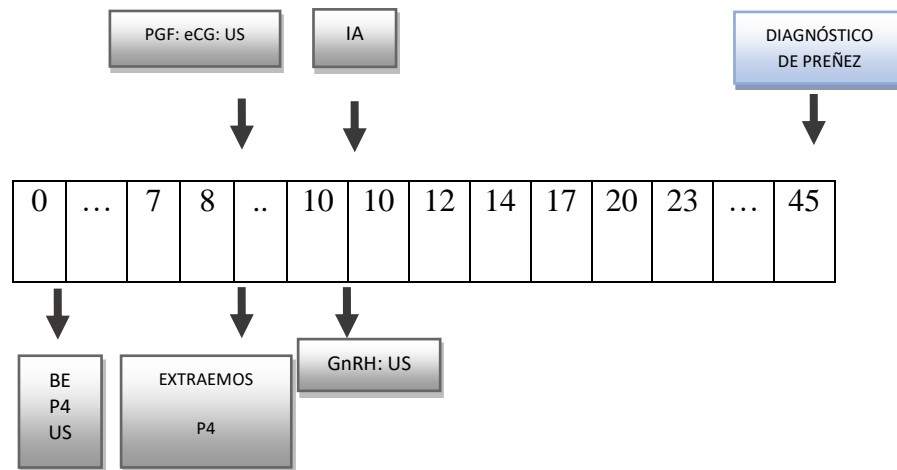 PGF: eCG: US
IA
DIAGNÓSTICO
DE PREÑEZ
0 … 7 8 .. 10 10 12 14 17 20 23 … 45
BE
P4
US
EXTRAEMOS
P4
GnRH: US